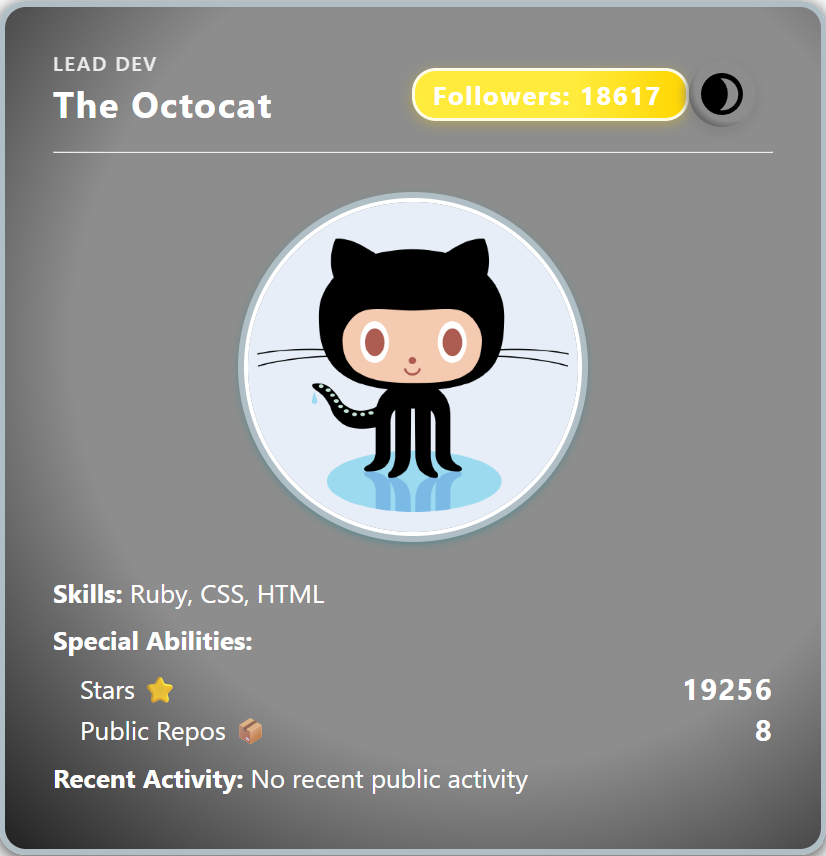 LEAD DEV
The Octocat
Followers: 18617
Skills: Ruby, CSS, HTML
Special Abilities:
Stars ⭐ 19256
Public Repos 📦 8
Recent Activity: No recent public activity